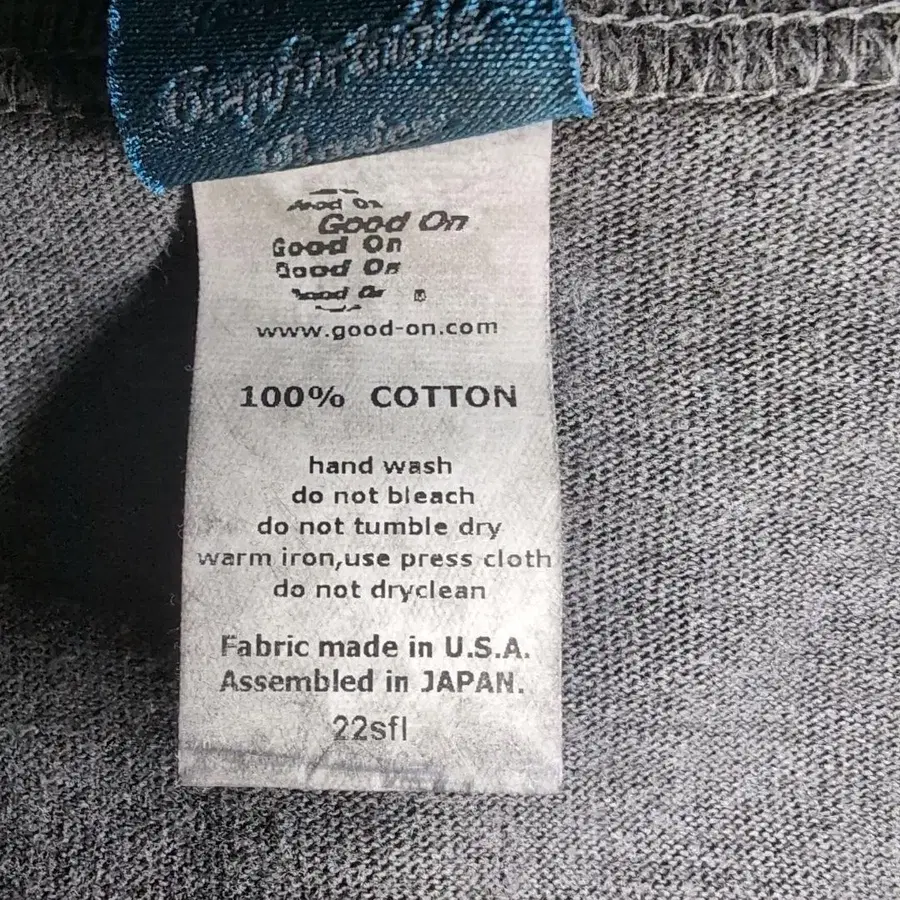 Good On
Good On
Good On
Good On
Good On
www.good-on.com
100% COTTON
hand wash
do not bleach
do not tumble dry
warm iron,use press cloth
do not dryclean
Fabric made in U.S.A.
Assembled in JAPAN.
22sfl